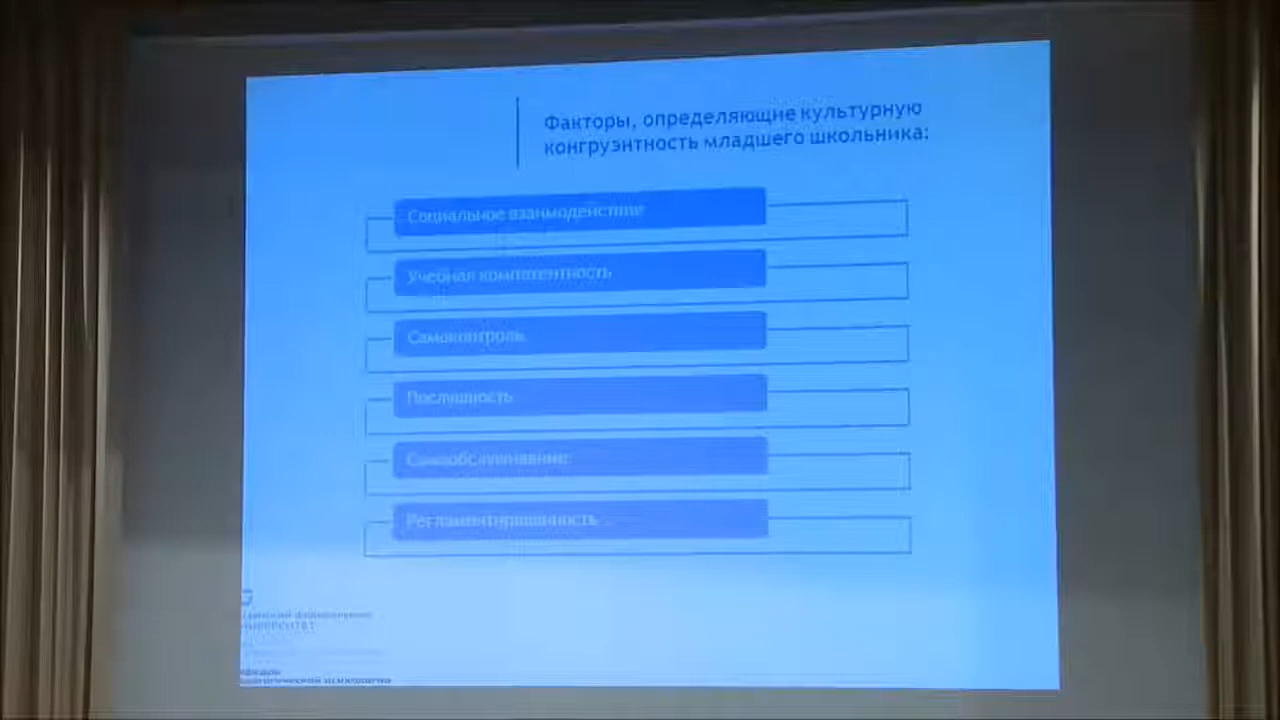 Факторы, определяющие культурную
конгруэнтность младшего школьника:
Социальное взаимодействие
Учебная компетентность
Самоконтроль
Послушность
Самообслуживание
Регламентированность